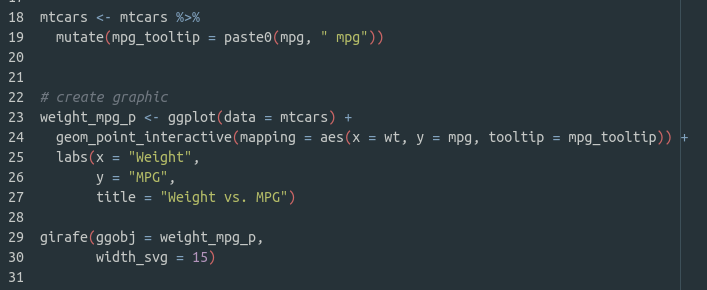 18 mtcars <- mtcars %>%
19   mutate(mpg_tooltip = paste0(mpg, " mpg"))
20
21
22 # create graphic
23 weight_mpg_p <- ggplot(data = mtcars) +
24   geom_point_interactive(mapping = aes(x = wt, y = mpg, tooltip = mpg_tooltip)) +
25   labs(x = "Weight",
26        y = "MPG",
27        title = "Weight vs. MPG")
28
29 girafe(ggobj = weight_mpg_p,
30        width_svg = 15)
31